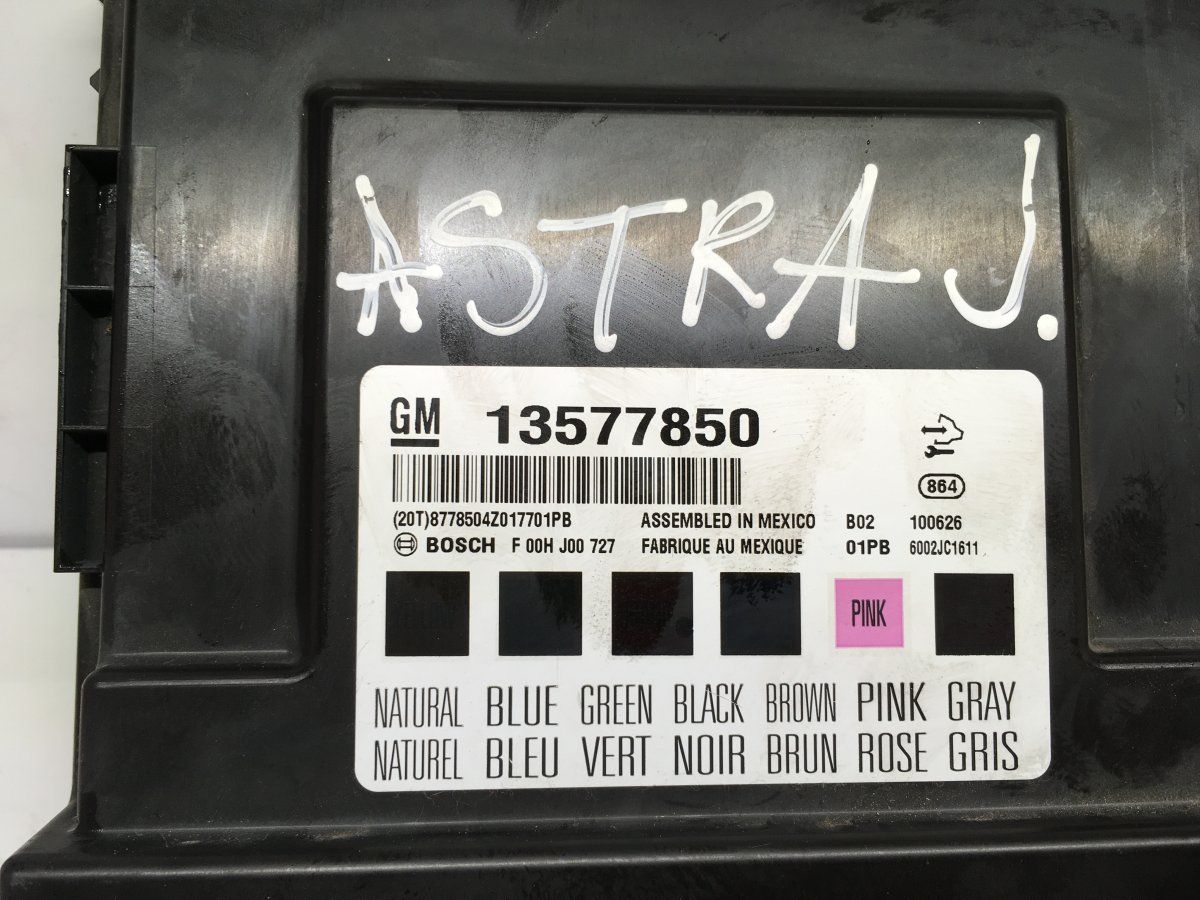 ASTRA J.
GM 13577850
864
(20T)8778504Z017701PB ASSEMBLED IN MEXICO B02 100626
BOSCH F 00H J00 727 FABRIQUE AU MEXIQUE 01PB 6002JC1611
PINK
NATURAL BLUE GREEN BLACK BROWN PINK GRAY
NATUREL BLEU VERT NOIR BRUN ROSE GRIS